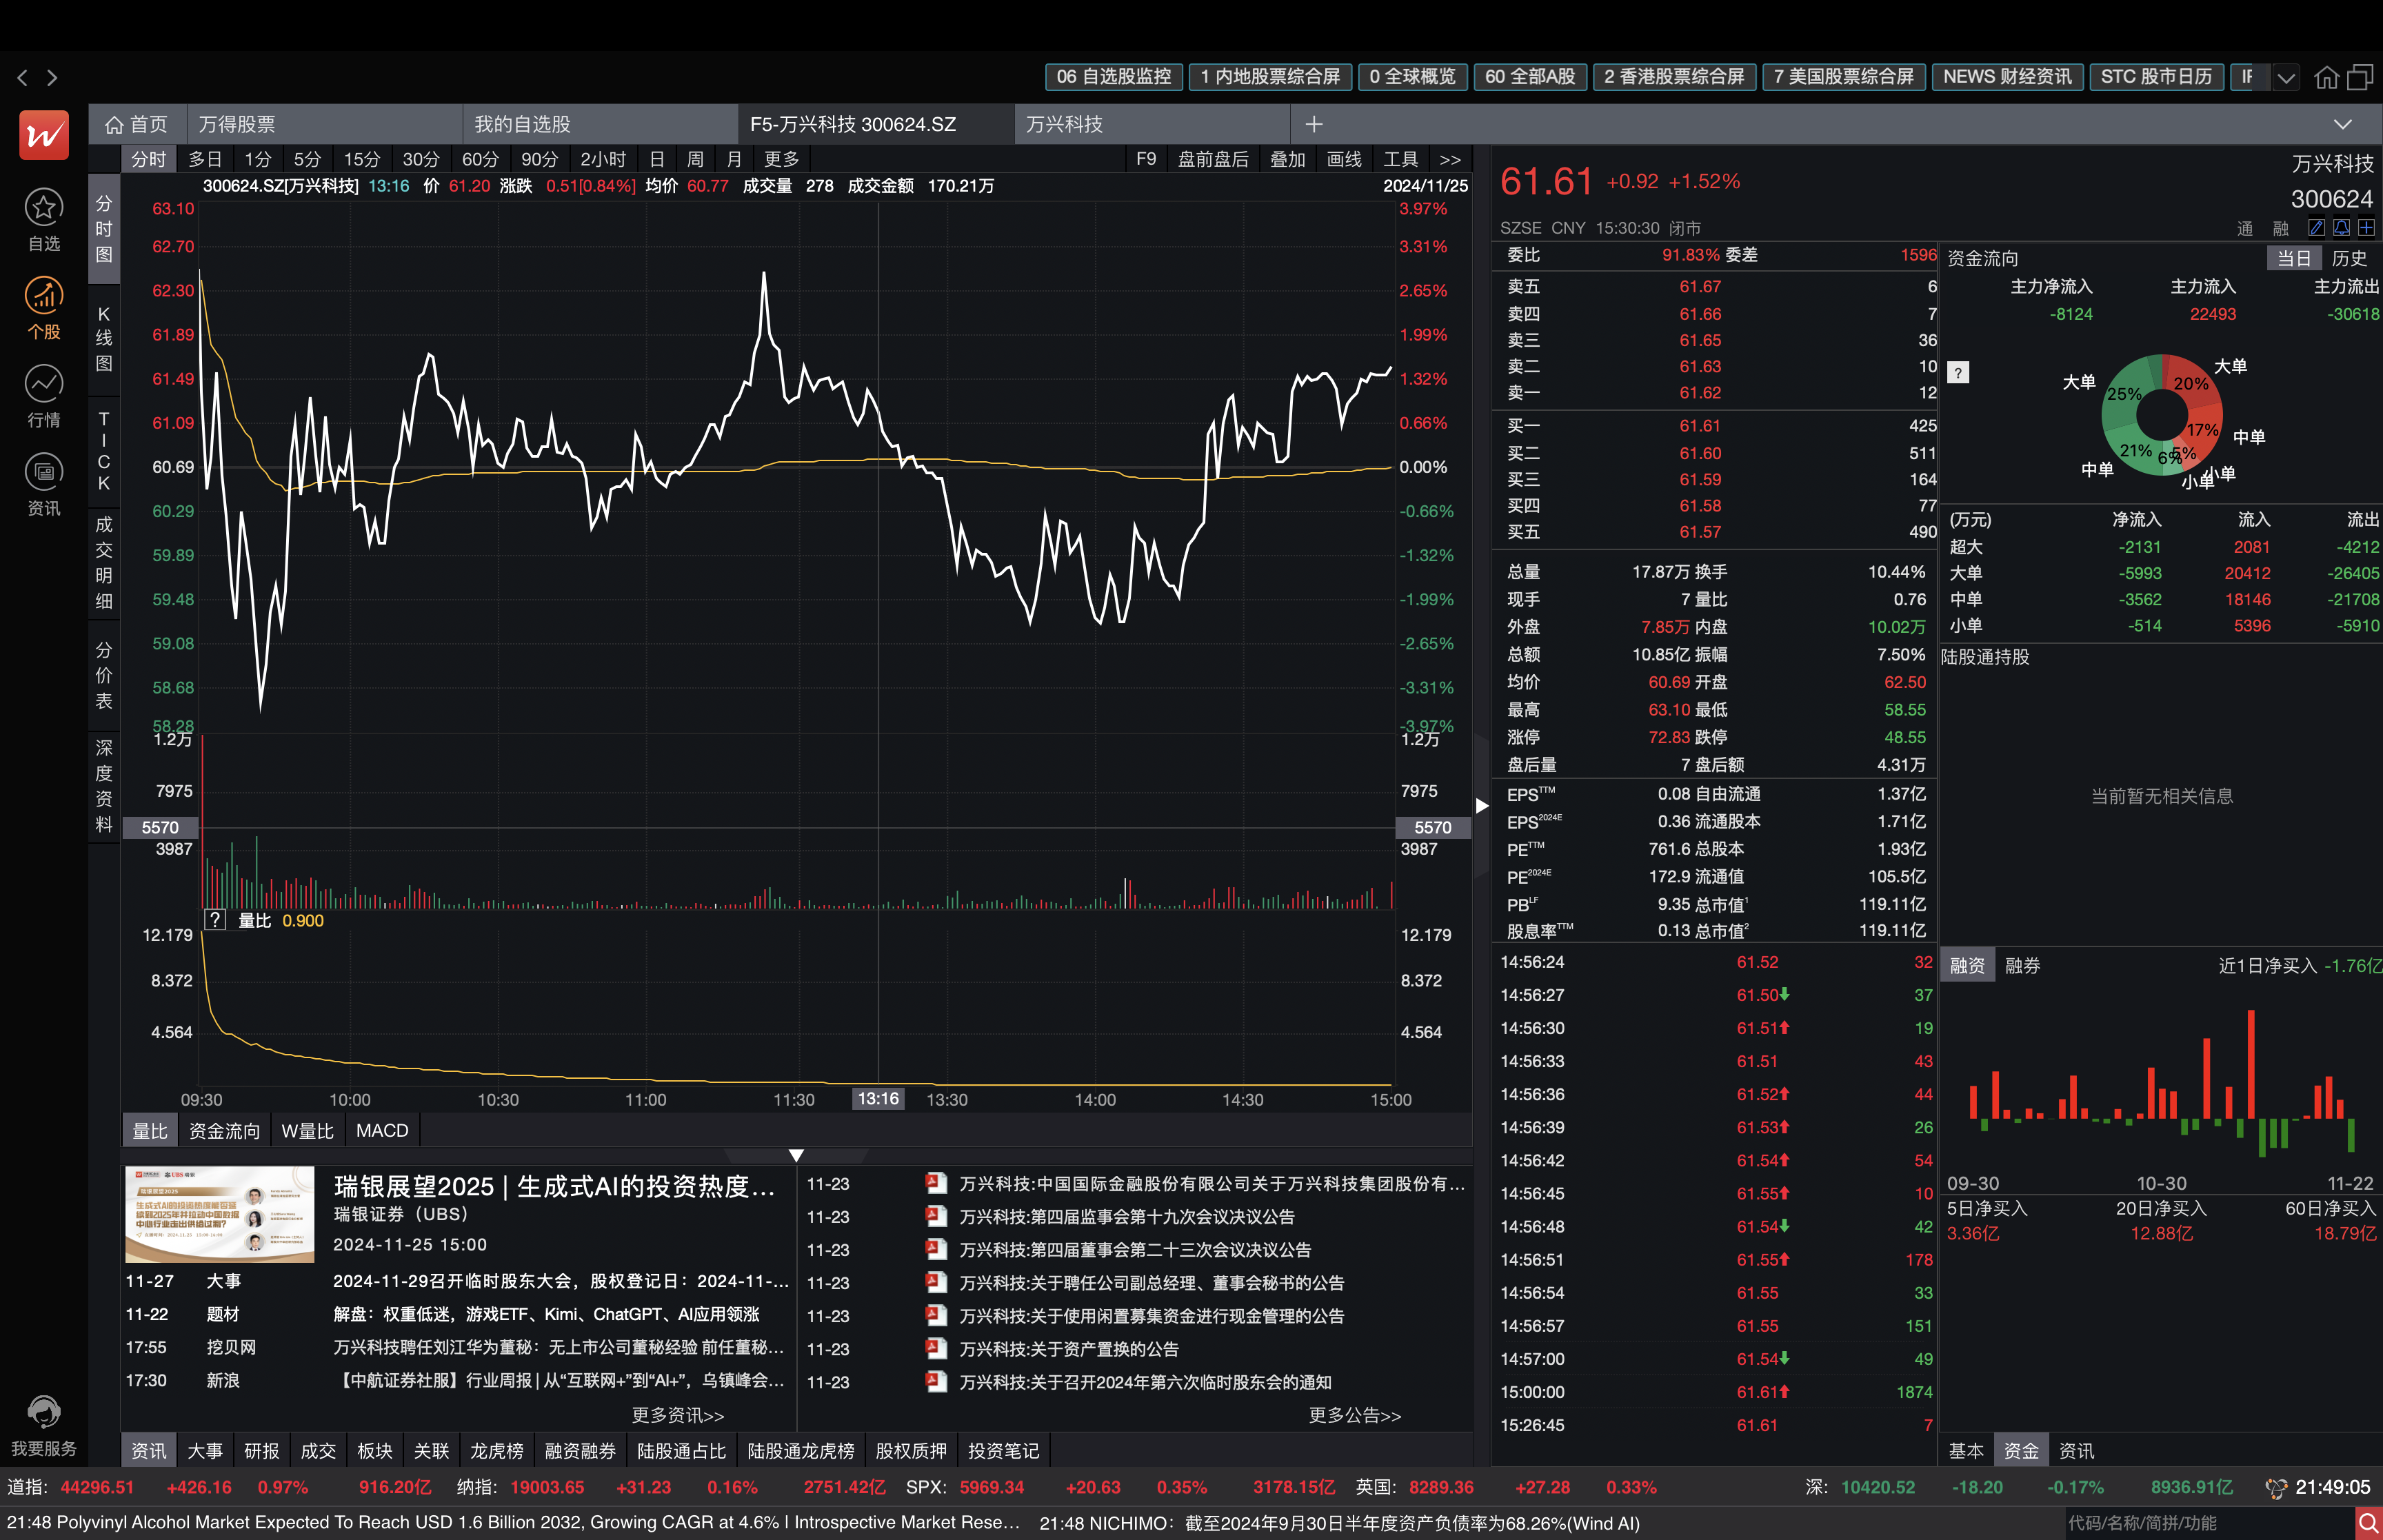 06 自选股监控 1 内地股票综合屏 0 全球概览 60 全部A股 2 香港股票综合屏 7 美国股票综合屏 NEWS 财经资讯 STC 股市日历
首页 万得股票 我的自选股 F5-万兴科技 300624.SZ 万兴科技
自选
个股
行情
资讯
我要服务
分时 多日 1分 5分 15分 30分 60分 90分 2小时 日 周 月 更多 F9 盘前盘后 叠加 画线 工具 >>
分时图
K线图
TICK
成交明细
分价表
深度资料
300624.SZ[万兴科技] 13:16 价 61.20 涨跌 0.51[0.84%] 均价 60.77 成交量 278 成交金额 170.21万 2024/11/25
63.10 3.97%
62.70 3.31%
62.30 2.65%
61.89 1.99%
61.49 1.32%
61.09 0.66%
60.69 0.00%
60.29 -0.66%
59.89 -1.32%
59.48 -1.99%
59.08 -2.65%
58.68 -3.31%
58.28 -3.97%
1.2万 1.2万
7975 7975
5570 5570
3987 3987
? 量比 0.900
12.179 12.179
8.372 8.372
4.564 4.564
09:30 10:00 10:30 11:00 11:30 13:16 13:30 14:00 14:30 15:00
量比 资金流向 W量比 MACD
瑞银展望2025 | 生成式AI的投资热度...
瑞银证券（UBS）
2024-11-25 15:00
11-27 大事 2024-11-29召开临时股东大会，股权登记日：2024-11-...
11-22 题材 解盘：权重低迷，游戏ETF、Kimi、ChatGPT、AI应用领涨
17:55 挖贝网 万兴科技聘任刘江华为董秘：无上市公司董秘经验 前任董秘...
17:30 新浪 【中航证券社服】行业周报 | 从“互联网+”到“AI+”，乌镇峰会...
更多资讯>>
11-23 万兴科技:中国国际金融股份有限公司关于万兴科技集团股份有...
11-23 万兴科技:第四届监事会第十九次会议决议公告
11-23 万兴科技:第四届董事会第二十三次会议决议公告
11-23 万兴科技:关于聘任公司副总经理、董事会秘书的公告
11-23 万兴科技:关于使用闲置募集资金进行现金管理的公告
11-23 万兴科技:关于资产置换的公告
11-23 万兴科技:关于召开2024年第六次临时股东会的通知
更多公告>>
资讯 大事 研报 成交 板块 关联 龙虎榜 融资融券 陆股通占比 陆股通龙虎榜 股权质押 投资笔记
61.61 +0.92 +1.52%
万兴科技
300624
SZSE CNY 15:30:30 闭市 通 融
委比 91.83% 委差 1596
卖五 61.67 6
卖四 61.66 7
卖三 61.65 36
卖二 61.63 10
卖一 61.62 12
买一 61.61 425
买二 61.60 511
买三 61.59 164
买四 61.58 77
买五 61.57 490
总量 17.87万 换手 10.44%
现手 7 量比 0.76
外盘 7.85万 内盘 10.02万
总额 10.85亿 振幅 7.50%
均价 60.69 开盘 62.50
最高 63.10 最低 58.55
涨停 72.83 跌停 48.55
盘后量 7 盘后额 4.31万
EPSTTM 0.08 自由流通 1.37亿
EPS2024E 0.36 流通股本 1.71亿
PETTM 761.6 总股本 1.93亿
PE2024E 172.9 流通值 105.5亿
PBLF 9.35 总市值1 119.11亿
股息率TTM 0.13 总市值2 119.11亿
14:56:24 61.52 32
14:56:27 61.50 37
14:56:30 61.51 19
14:56:33 61.51 43
14:56:36 61.52 44
14:56:39 61.53 26
14:56:42 61.54 54
14:56:45 61.55 10
14:56:48 61.54 42
14:56:51 61.55 178
14:56:54 61.55 33
14:56:57 61.55 151
14:57:00 61.54 49
15:00:00 61.61 1874
15:26:45 61.61 7
资金流向 当日 历史
主力净流入 主力流入 主力流出
-8124 22493 -30618
?
大单 25% 20% 大单
中单 21% 17% 中单
小单 6% 5% 小单
(万元) 净流入 流入 流出
超大 -2131 2081 -4212
大单 -5993 20412 -26405
中单 -3562 18146 -21708
小单 -514 5396 -5910
陆股通持股
当前暂无相关信息
融资 融券 近1日净买入 -1.76亿
09-30 10-30 11-22
5日净买入 20日净买入 60日净买入
3.36亿 12.88亿 18.79亿
基本 资金 资讯
道指: 44296.51 +426.16 0.97% 916.20亿 纳指: 19003.65 +31.23 0.16% 2751.42亿 SPX: 5969.34 +20.63 0.35% 3178.15亿 英国: 8289.36 +27.28 0.33% 深: 10420.52 -18.20 -0.17% 8936.91亿 21:49:05
21:48 Polyvinyl Alcohol Market Expected To Reach USD 1.6 Billion 2032, Growing CAGR at 4.6% I Introspective Market Rese... 21:48 NICHIMO：截至2024年9月30日半年度资产负债率为68.26%(Wind AI) 代码/名称/简拼/功能